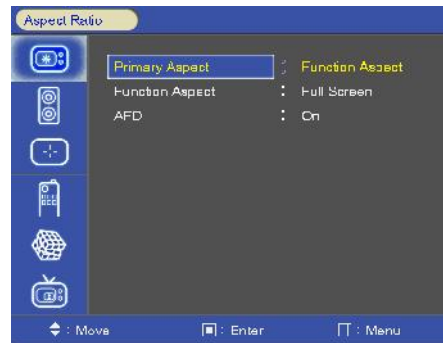 Aspect Ratio
Primary Aspect : Function Aspect
Function Aspect : Full Screen
AFD : On
: Move : Enter : Menu